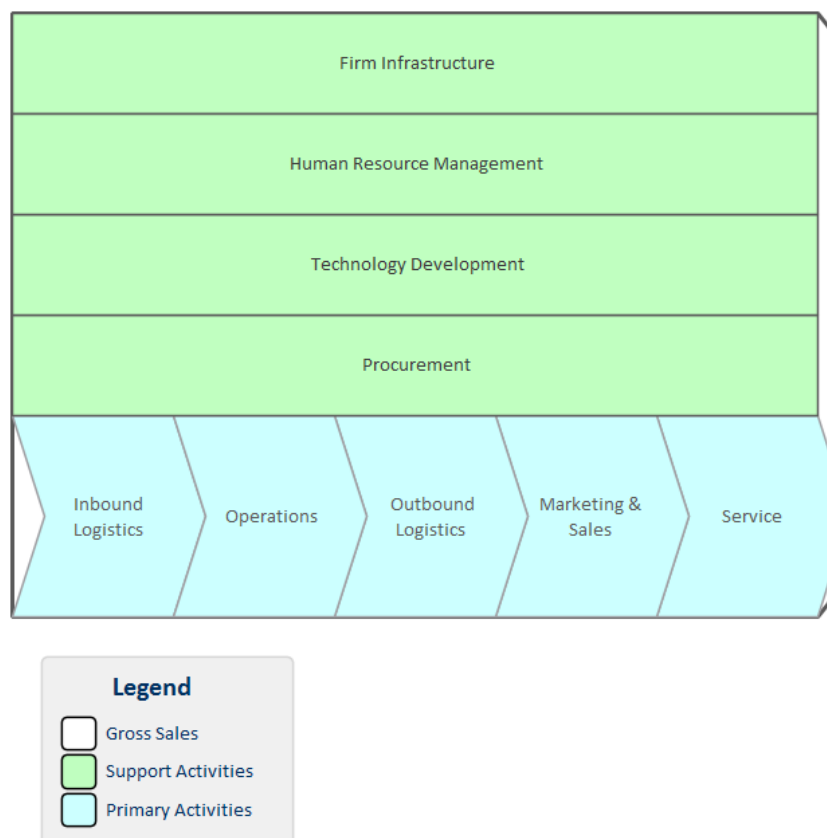 Firm Infrastructure
Human Resource Management
Technology Development
Procurement
Inbound
Logistics
Operations
Outbound
Logistics
Marketing &
Sales
Service
Legend
Gross Sales
Support Activities
Primary Activities